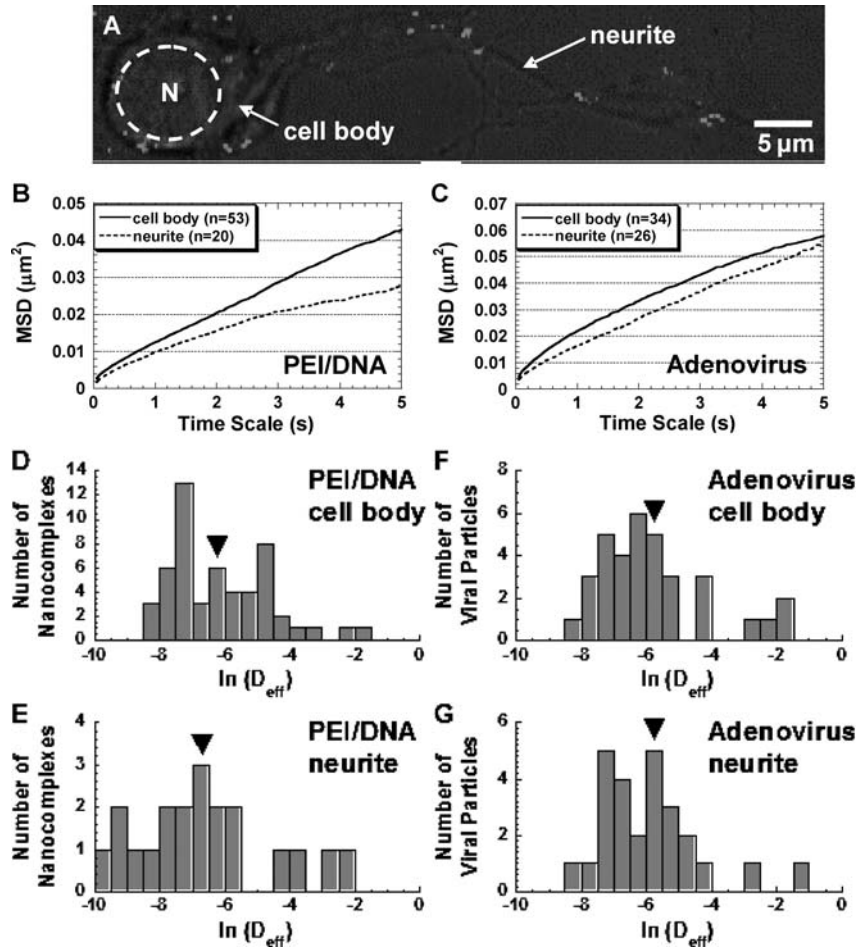 A
N
cell body
neurite
5 µm
B
cell body (n=53)
neurite (n=20)
MSD (µm²)
0.05
0.04
0.03
0.02
0.01
0
0 1 2 3 4 5
Time Scale (s)
PEI/DNA
C
cell body (n=34)
neurite (n=26)
MSD (µm²)
0.07
0.06
0.05
0.04
0.03
0.02
0.01
0
0 1 2 3 4 5
Time Scale (s)
Adenovirus
D
PEI/DNA
cell body
Number of
Nanocomplexes
14
12
10
8
6
4
2
0
-10 -8 -6 -4 -2 0
ln {D_eff}
F
Adenovirus
cell body
Number of
Viral Particles
8
6
4
2
0
-10 -8 -6 -4 -2 0
ln {D_eff}
E
PEI/DNA
neurite
Number of
Nanocomplexes
4
3
2
1
0
-10 -8 -6 -4 -2 0
ln {D_eff}
G
Adenovirus
neurite
Number of
Viral Particles
6
4
2
0
-10 -8 -6 -4 -2 0
ln {D_eff}